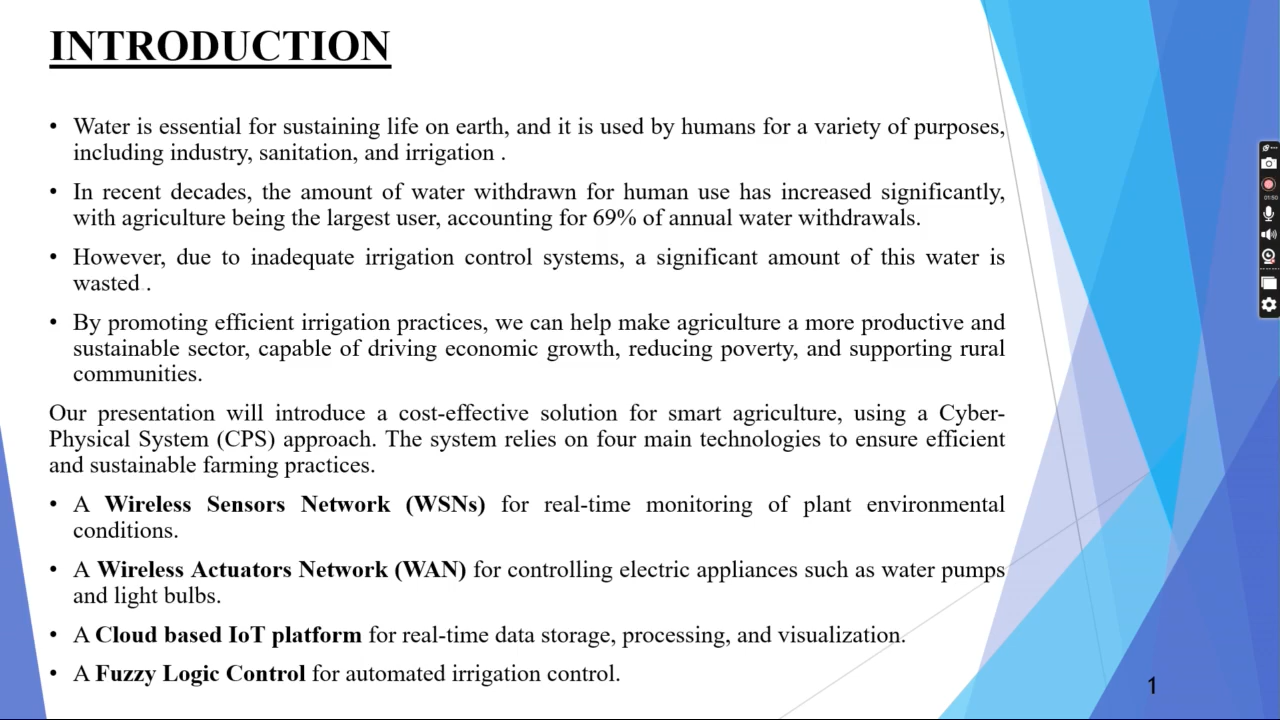 INTRODUCTION
• Water is essential for sustaining life on earth, and it is used by humans for a variety of purposes,
including industry, sanitation, and irrigation .
• In recent decades, the amount of water withdrawn for human use has increased significantly,
with agriculture being the largest user, accounting for 69% of annual water withdrawals.
• However, due to inadequate irrigation control systems, a significant amount of this water is
wasted .
• By promoting efficient irrigation practices, we can help make agriculture a more productive and
sustainable sector, capable of driving economic growth, reducing poverty, and supporting rural
communities.
Our presentation will introduce a cost-effective solution for smart agriculture, using a Cyber-
Physical System (CPS) approach. The system relies on four main technologies to ensure efficient
and sustainable farming practices.
• A Wireless Sensors Network (WSNs) for real-time monitoring of plant environmental
conditions.
• A Wireless Actuators Network (WAN) for controlling electric appliances such as water pumps
and light bulbs.
• A Cloud based IoT platform for real-time data storage, processing, and visualization.
• A Fuzzy Logic Control for automated irrigation control.
1